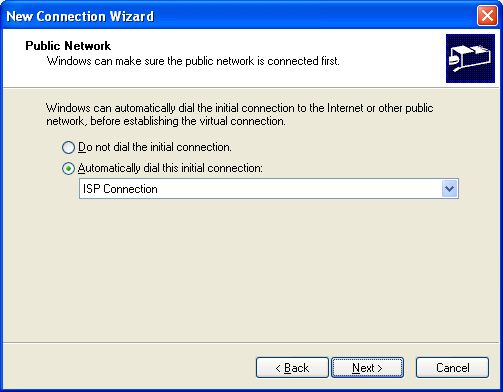 New Connection Wizard
Public Network
Windows can make sure the public network is connected first.
Windows can automatically dial the initial connection to the Internet or other public
network, before establishing the virtual connection.
Do not dial the initial connection.
Automatically dial this initial connection:
ISP Connection
< Back
Next >
Cancel